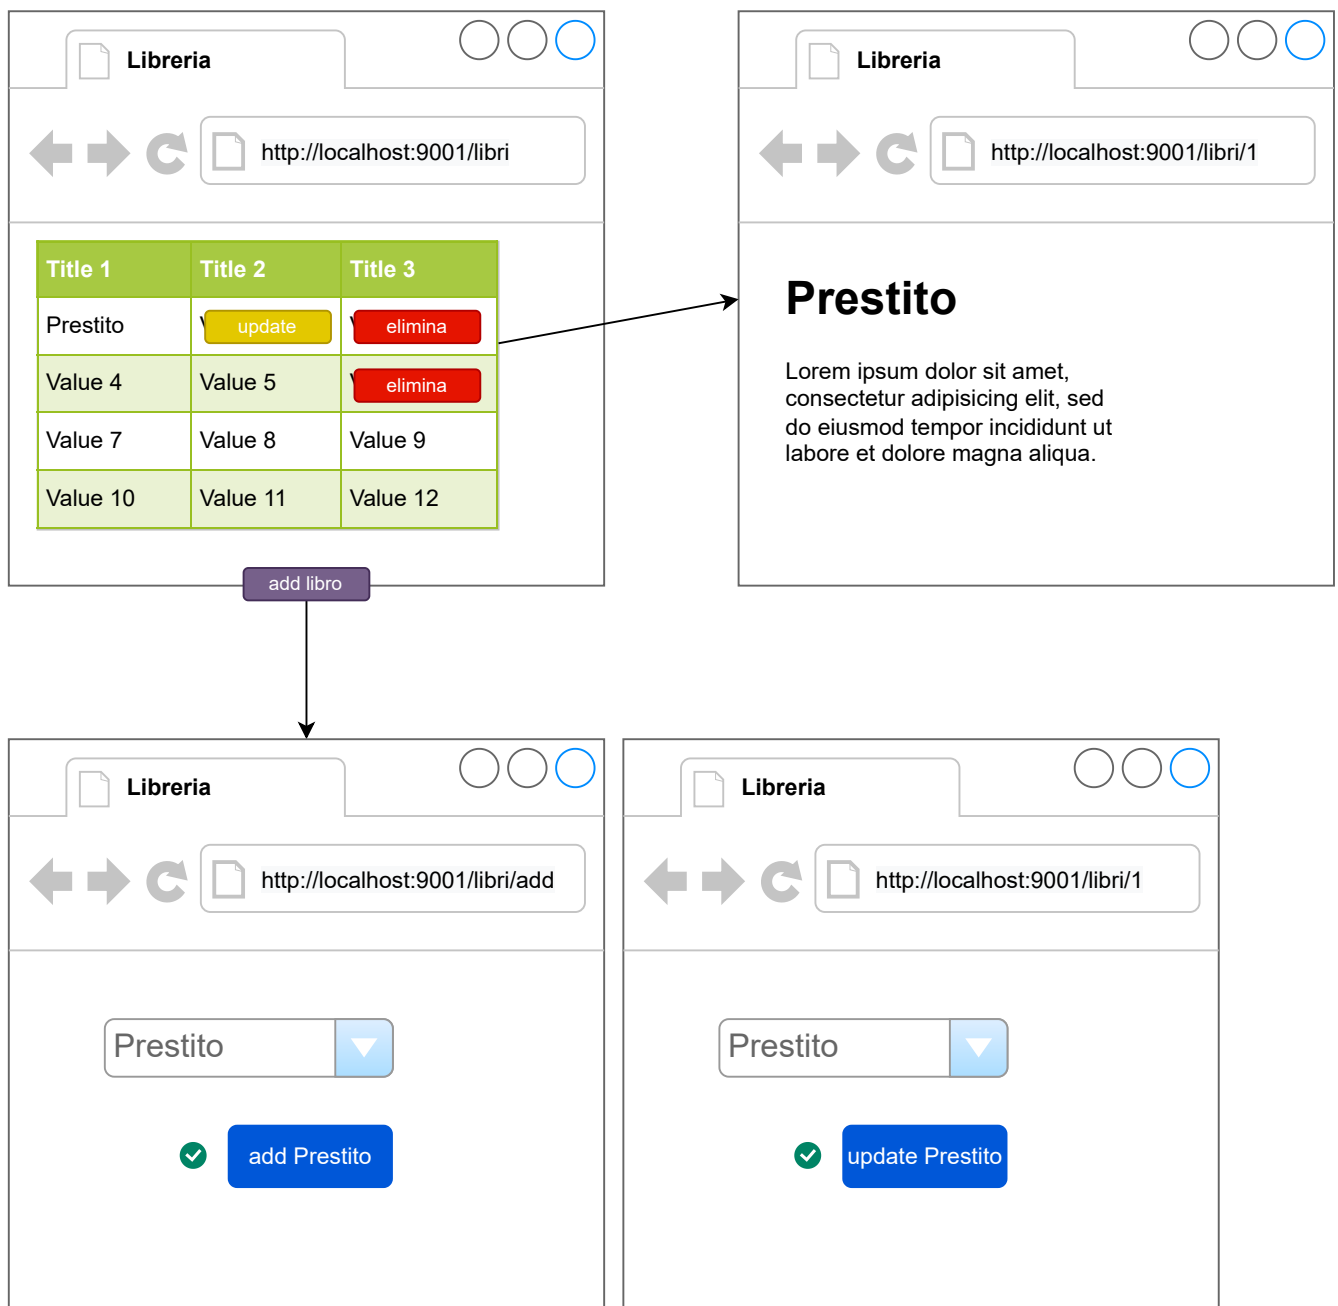 Libreria
http://localhost:9001/libri
Title 1 Title 2 Title 3
Prestito update elimina
Value 4 Value 5 elimina
Value 7 Value 8 Value 9
Value 10 Value 11 Value 12
add libro
Libreria
http://localhost:9001/libri/1
Prestito
Lorem ipsum dolor sit amet,
consectetur adipisicing elit, sed
do eiusmod tempor incididunt ut
labore et dolore magna aliqua.
Libreria
http://localhost:9001/libri/add
Prestito
add Prestito
Libreria
http://localhost:9001/libri/1
Prestito
update Prestito